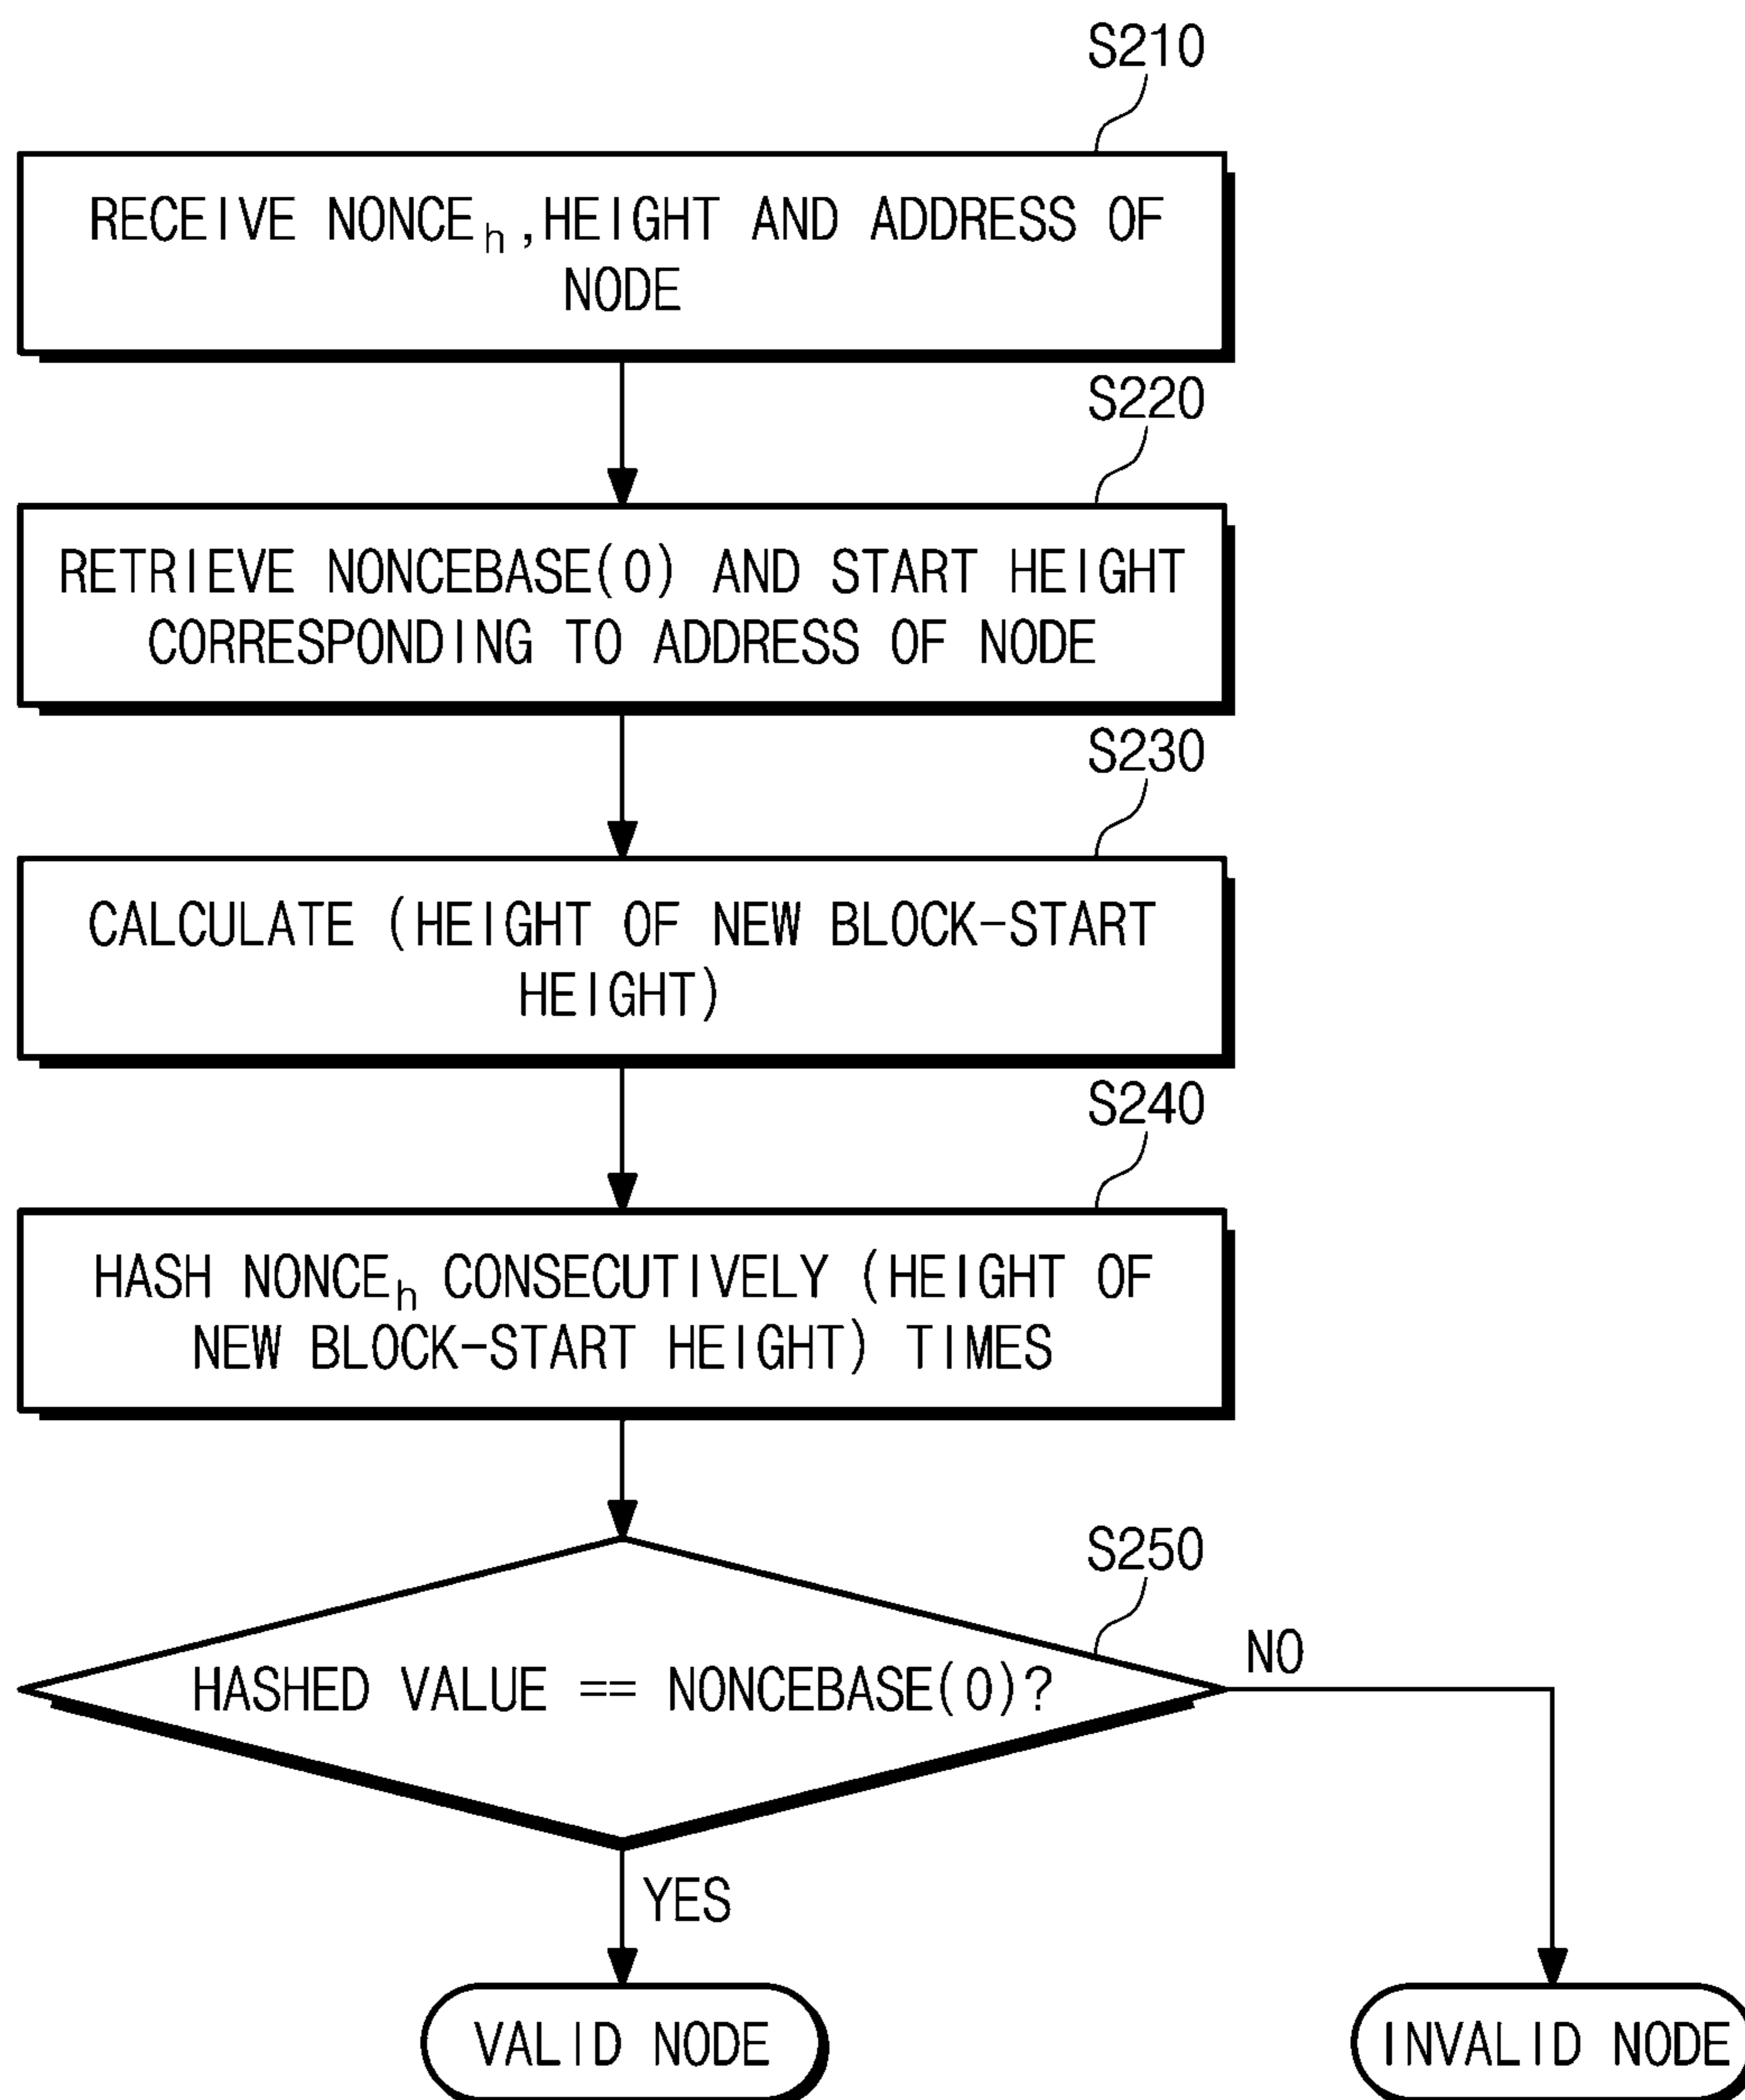 S210
RECEIVE NONCEh,HEIGHT AND ADDRESS OF
NODE
S220
RETRIEVE NONCEBASE(0) AND START HEIGHT
CORRESPONDING TO ADDRESS OF NODE
S230
CALCULATE (HEIGHT OF NEW BLOCK-START
HEIGHT)
S240
HASH NONCEh CONSECUTIVELY (HEIGHT OF
NEW BLOCK-START HEIGHT) TIMES
S250
HASHED VALUE == NONCEBASE(0)?
NO
YES
VALID NODE
INVALID NODE